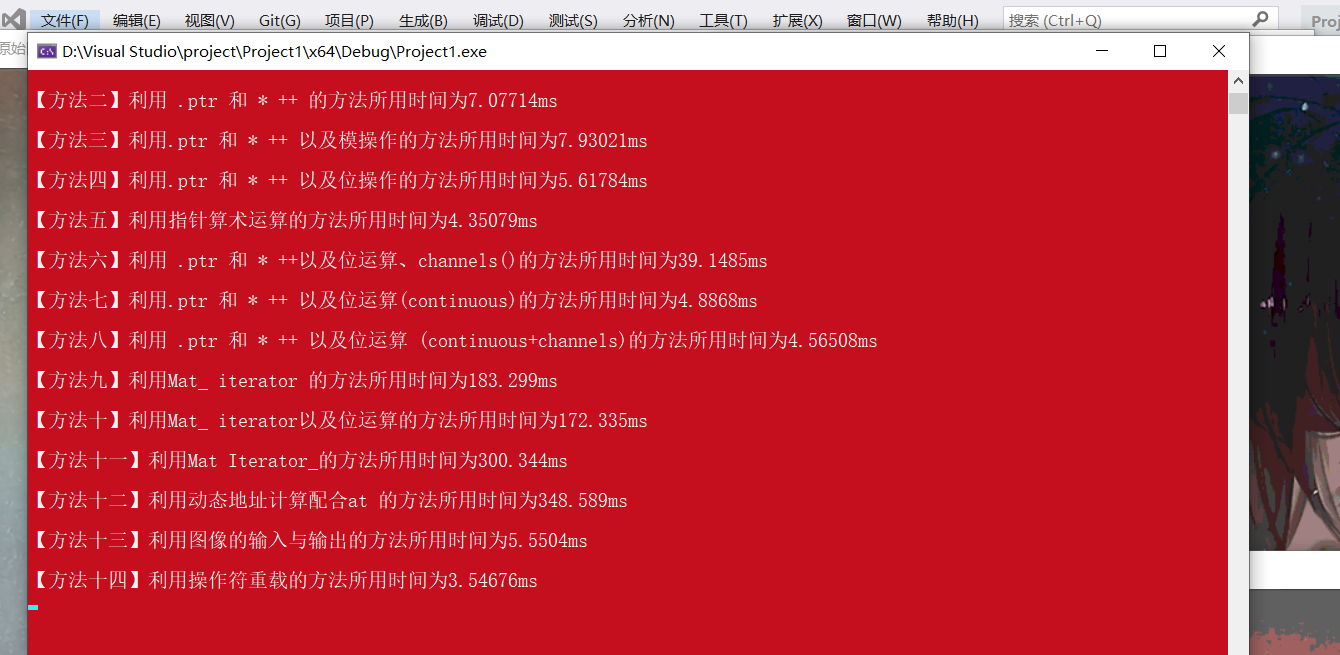 文件(F) 编辑(E) 视图(V) Git(G) 项目(P) 生成(B) 调试(D) 测试(S) 分析(N) 工具(T) 扩展(X) 窗口(W) 帮助(H) 搜索 (Ctrl+Q) Proj
原始
D:\Visual Studio\project\Project1\x64\Debug\Project1.exe
【方法二】利用 .ptr 和 * ++ 的方法所用时间为7.07714ms
【方法三】利用.ptr 和 * ++ 以及模操作的方法所用时间为7.93021ms
【方法四】利用.ptr 和 * ++ 以及位操作的方法所用时间为5.61784ms
【方法五】利用指针算术运算的方法所用时间为4.35079ms
【方法六】利用 .ptr 和 * ++以及位运算、channels()的方法所用时间为39.1485ms
【方法七】利用.ptr 和 * ++ 以及位运算(continuous)的方法所用时间为4.8868ms
【方法八】利用 .ptr 和 * ++ 以及位运算 (continuous+channels)的方法所用时间为4.56508ms
【方法九】利用Mat_ iterator 的方法所用时间为183.299ms
【方法十】利用Mat_ iterator以及位运算的方法所用时间为172.335ms
【方法十一】利用Mat Iterator_的方法所用时间为300.344ms
【方法十二】利用动态地址计算配合at 的方法所用时间为348.589ms
【方法十三】利用图像的输入与输出的方法所用时间为5.5504ms
【方法十四】利用操作符重载的方法所用时间为3.54676ms